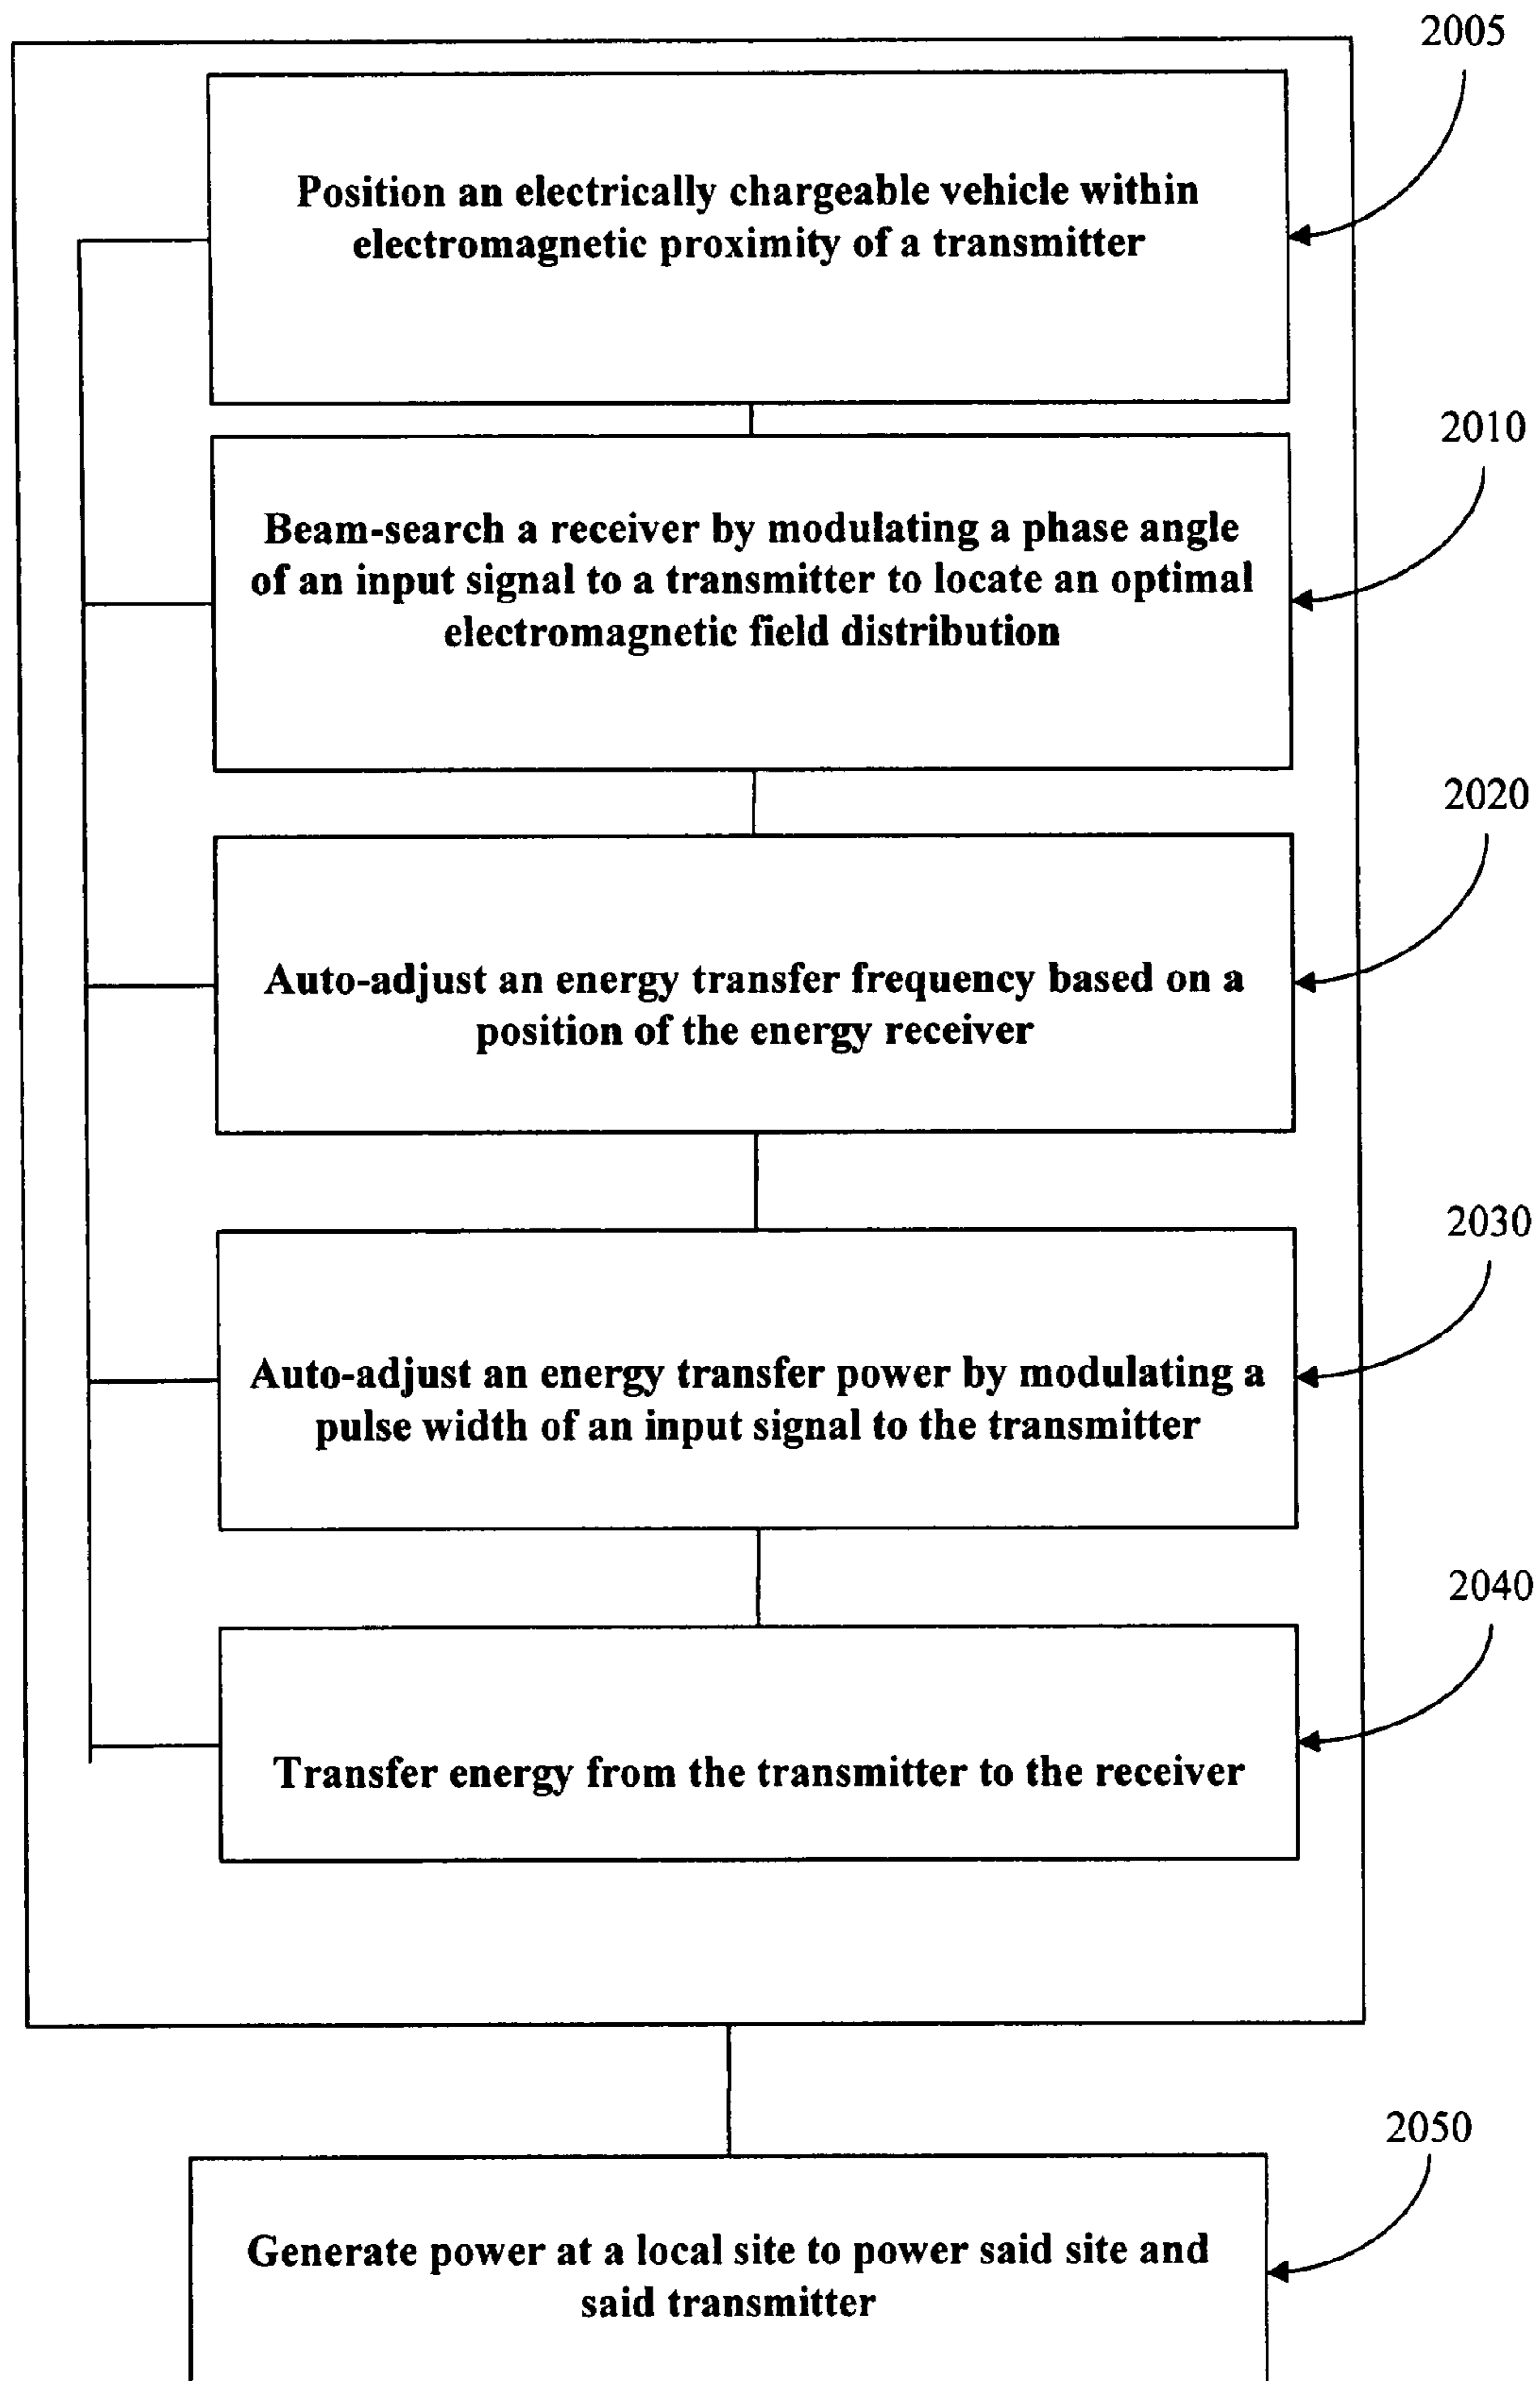 2005
Position an electrically chargeable vehicle within
electromagnetic proximity of a transmitter
2010
Beam-search a receiver by modulating a phase angle
of an input signal to a transmitter to locate an optimal
electromagnetic field distribution
2020
Auto-adjust an energy transfer frequency based on a
position of the energy receiver
2030
Auto-adjust an energy transfer power by modulating a
pulse width of an input signal to the transmitter
2040
Transfer energy from the transmitter to the receiver
2050
Generate power at a local site to power said site and
said transmitter